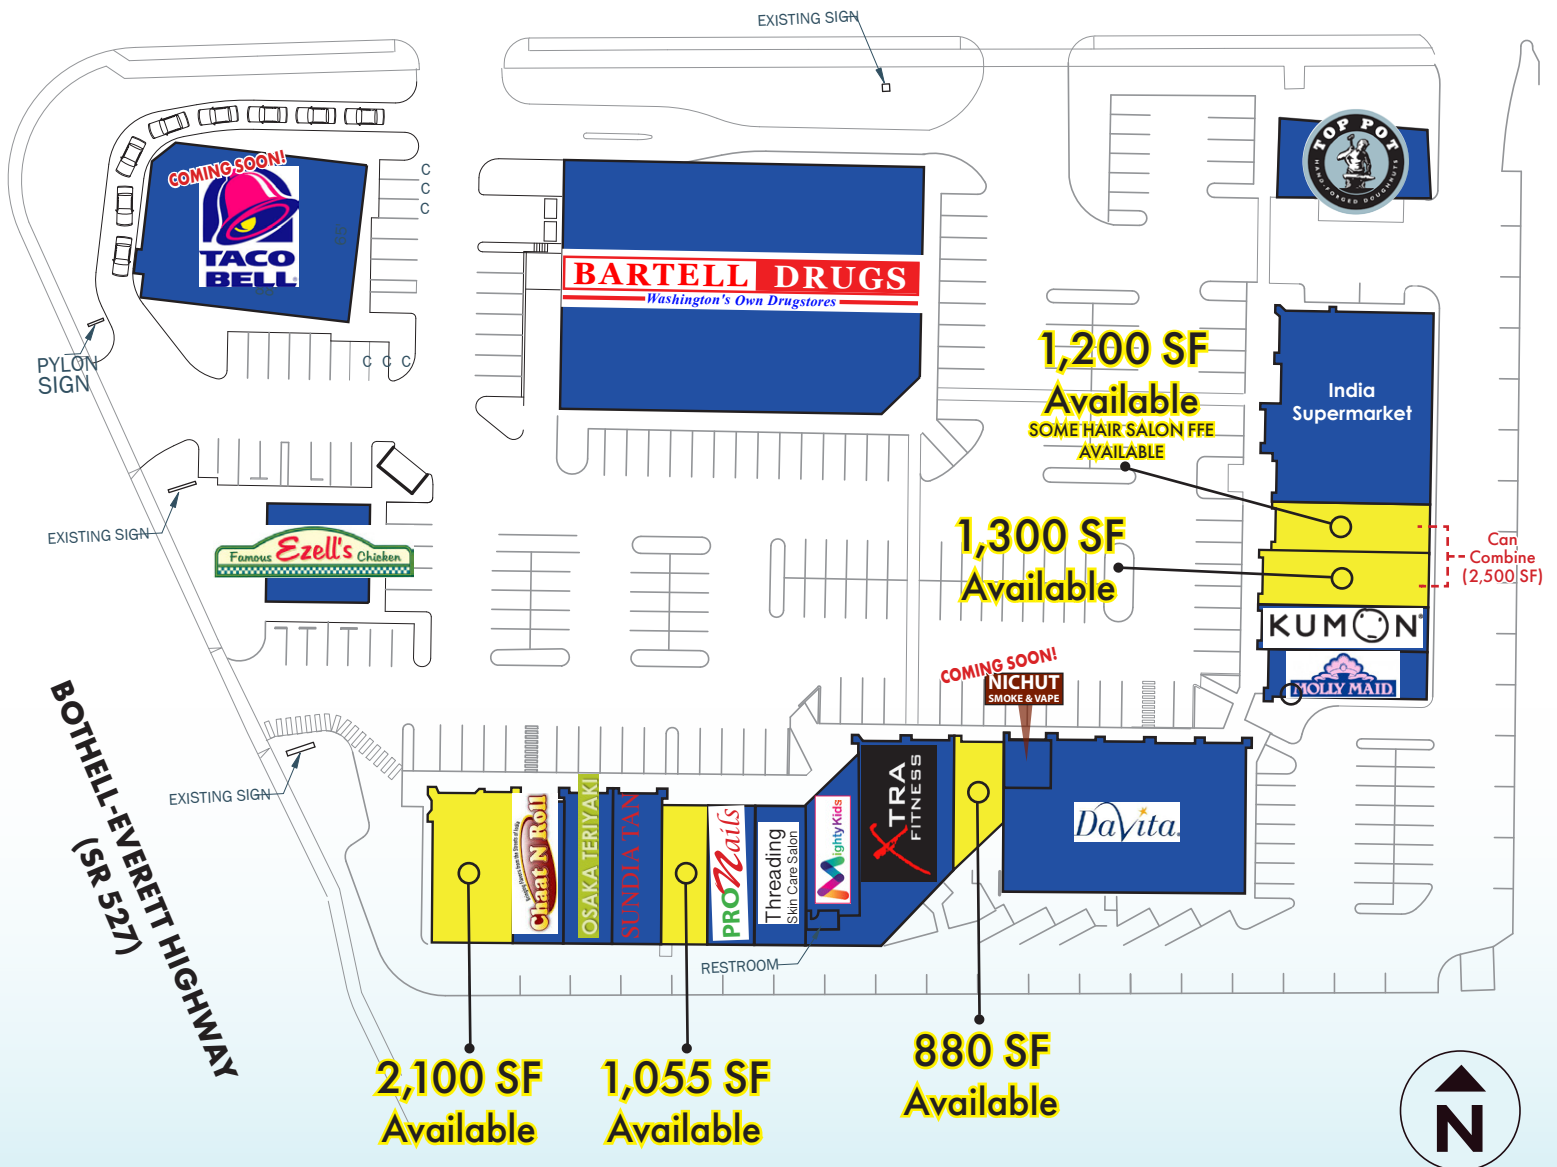 EXISTING SIGN
COMING SOON!
TACO
BELL
C
C
C
C C C
PYLON
SIGN
BARTELL DRUGS
Washington's Own Drugstores
TOP POT
HAND-FORGED DOUGHNUTS
1,200 SF
Available
SOME HAIR SALON FFE
AVAILABLE
India
Supermarket
EXISTING SIGN
Famous Ezell's Chicken
1,300 SF
Available
Can
Combine
(2,500 SF)
KUMON
MOLLY MAID
COMING SOON!
NICHUT
SMOKE & VAPE
BOTHELL-EVERETT HIGHWAY
(SR 527)
EXISTING SIGN
Chaat N Roll
OSAKA TERIYAKI
SUNDIA TAN
PRO Nails
Threading
Skin Care Salon
MightyKids
XTRA
FITNESS
DaVita.
RESTROOM
2,100 SF
Available
1,055 SF
Available
880 SF
Available
N